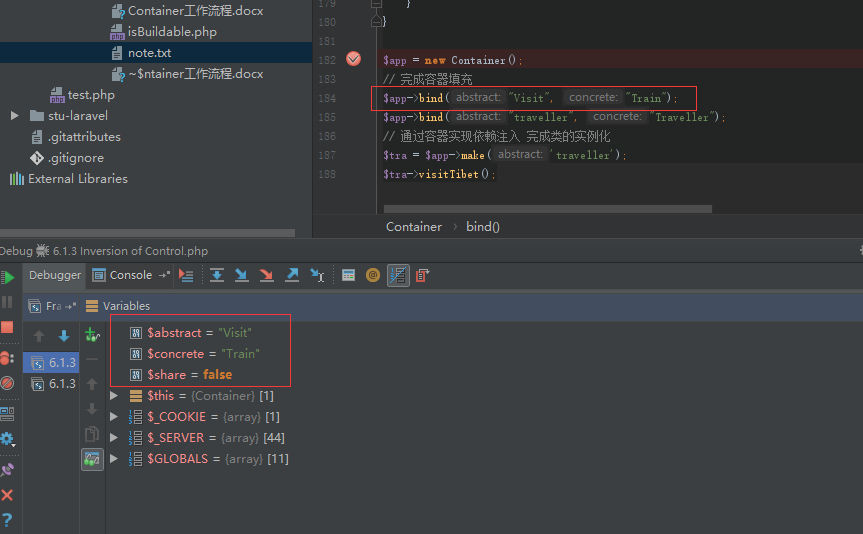 Container工作流程.docx
isBuildable.php
note.txt
~$ntainer工作流程.docx
test.php
stu-laravel
.gitattributes
.gitignore
External Libraries
179 }
180 }
181
182 $app = new Container();
183 // 完成容器填充
184 $app->bind( abstract: "Visit", concrete: "Train");
185 $app->bind( abstract: "traveller", concrete: "Traveller");
186 // 通过容器实现依赖注入 完成类的实例化
187 $tra = $app->make( abstract: 'traveller');
188 $tra->visitTibet();
Container › bind()
Debug 6.1.3 Inversion of Control.php
Debugger Console
Fra Variables
$abstract = "Visit"
6.1.3 $concrete = "Train"
6.1.3 $share = false
$this = {Container} [1]
$_COOKIE = {array} [1]
$_SERVER = {array} [44]
$GLOBALS = {array} [11]